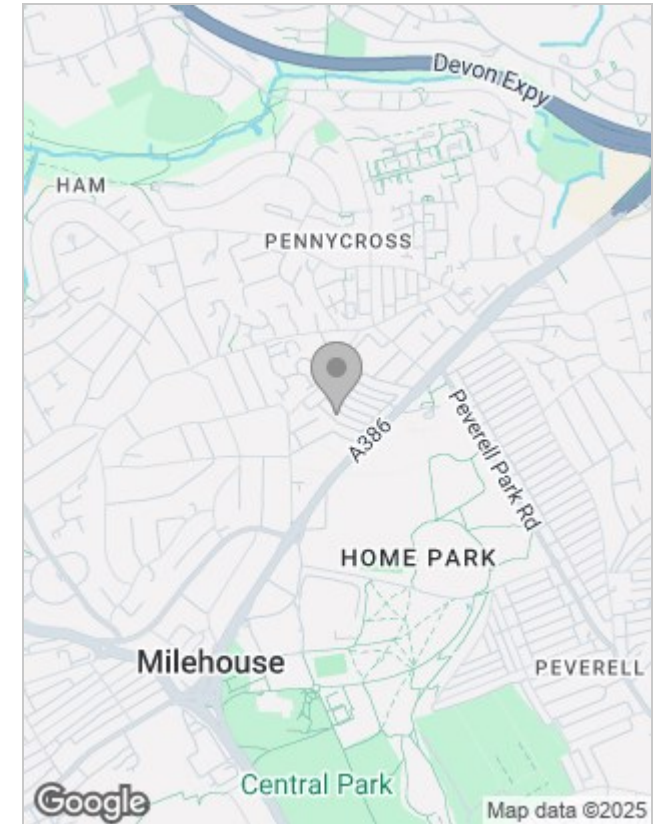 Devon Expy
HAM
PENNYCROSS
A386
Peverell Park Rd
HOME PARK
Milehouse
PEVERELL
Central Park
Google
Map data ©2025